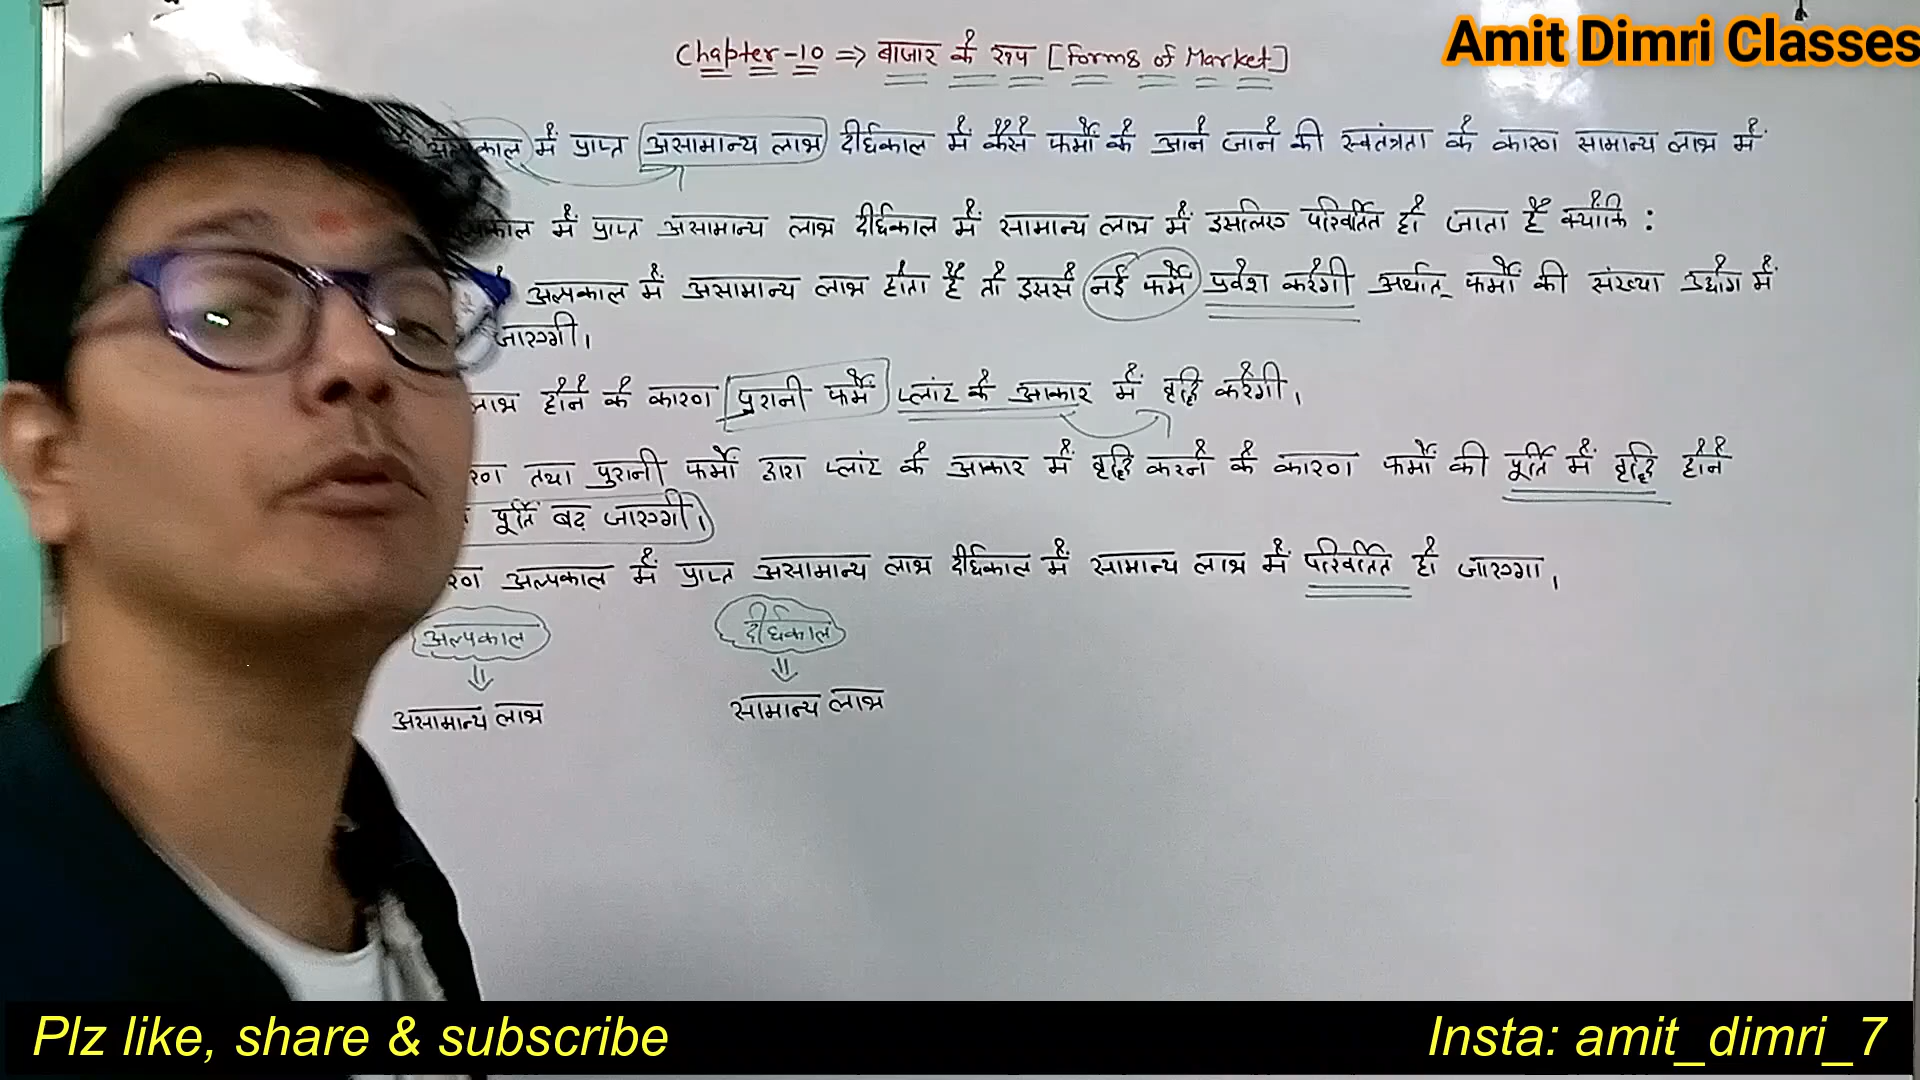 Amit Dimri Classes
Chapter-10 => बाजार के रूप [Forms of Market]
अल्पकाल में प्राप्त असामान्य लाभ दीर्घकाल में कैसे फर्मों के आने जाने की स्वतंत्रता के कारण सामान्य लाभ में
में प्राप्त असामान्य लाभ दीर्घकाल में सामान्य लाभ में इसलिए परिवर्तित हो जाता है क्योंकि :
अल्पकाल में असामान्य लाभ होता है तो इससे नई फर्में प्रवेश करेगी अर्थात् फर्मों की संख्या उद्योग में
जाएगी।
लाभ होने के कारण पुरानी फर्में प्लांट के आकार में वृद्धि करेगी।
तथा पुरानी फर्मों द्वारा प्लांट के आकार में वृद्धि करने के कारण फर्मों की पूर्ति में वृद्धि होने
पूर्ति बढ़ जाएगी।
अल्पकाल में प्राप्त असामान्य लाभ दीर्घकाल में सामान्य लाभ में परिवर्तित हो जाएगा।
अल्पकाल दीर्घकाल
असामान्य लाभ सामान्य लाभ
Plz like, share & subscribe Insta: amit_dimri_7